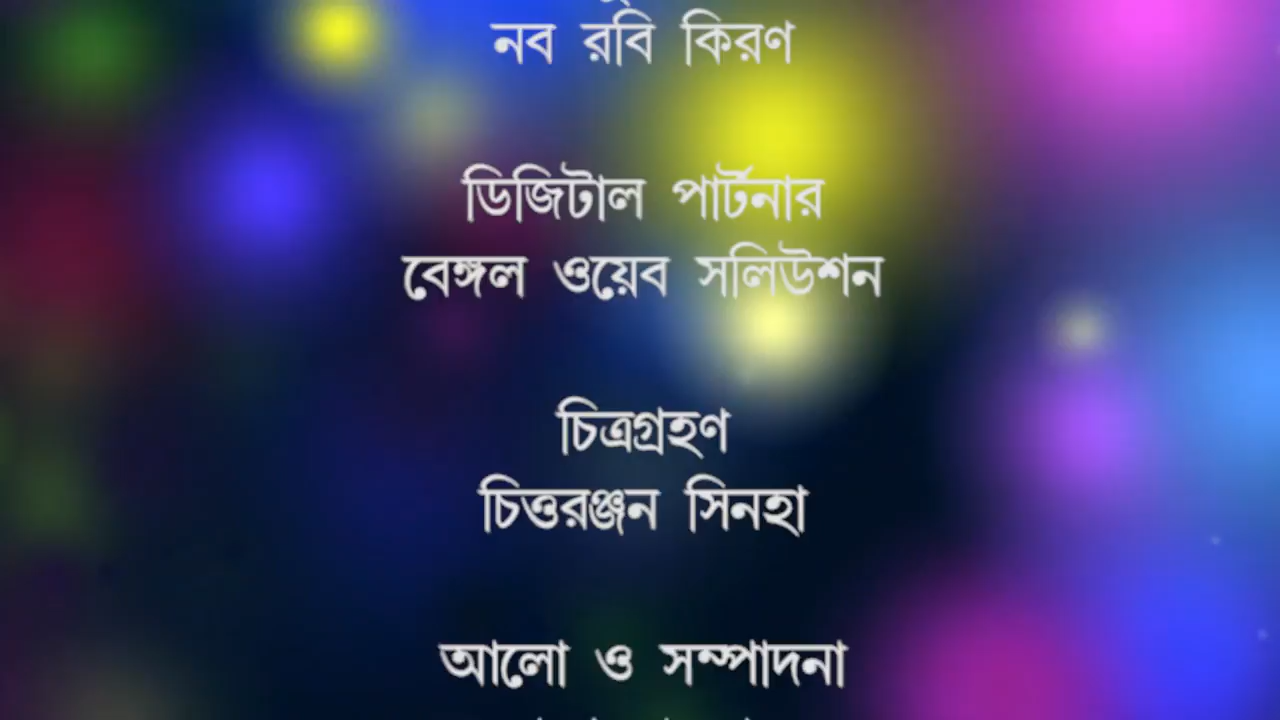 নব রবি কিরণ
ডিজিটাল পার্টনার
বেঙ্গল ওয়েব সলিউশন
চিত্রগ্রহণ
চিত্তরঞ্জন সিনহা
আলো ও সম্পাদনা